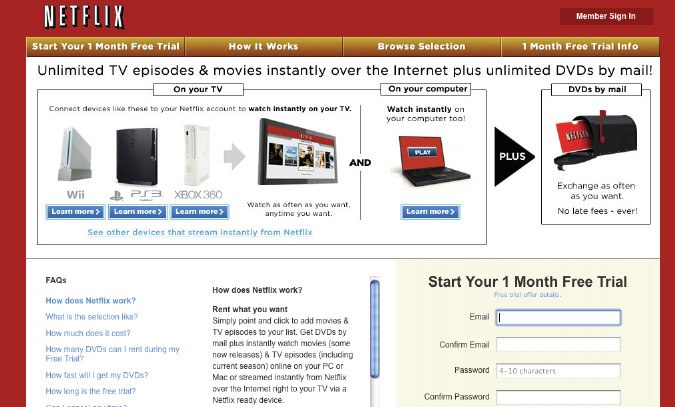 NETFLIX
Member Sign In
Start Your 1 Month Free Trial
How It Works
Browse Selection
1 Month Free Trial Info
Unlimited TV episodes & movies instantly over the Internet plus unlimited DVDs by mail!
On your TV
Connect devices like these to your Netflix account to watch instantly on your TV.
Wii
PS3
XBOX 360
Learn more >
Learn more >
Learn more >
Watch as often as you want,
anytime you want.
See other devices that stream instantly from Netflix
AND
On your computer
Watch instantly on
your computer too!
PLAY
Learn more >
PLUS
DVDs by mail
NETFLIX
Exchange as often
as you want.
No late fees - ever!
FAQs
How does Netflix work?
What is the selection like?
How much does it cost?
How many DVDs can I rent during my
Free Trial?
How fast will I get my DVDs?
How long is the free trial?
Can I cancel any time?
How does Netflix work?
Rent what you want
Simply point and click to add movies &
TV episodes to your list. Get DVDs by
mail plus instantly watch movies (some
new releases) & TV episodes (including
current season) online on your PC or
Mac or streamed instantly from Netflix
over the Internet right to your TV via a
Netflix ready device.
Start Your 1 Month Free Trial
Free trial offer details.
Email
Confirm Email
Password
4-10 characters
Confirm Password